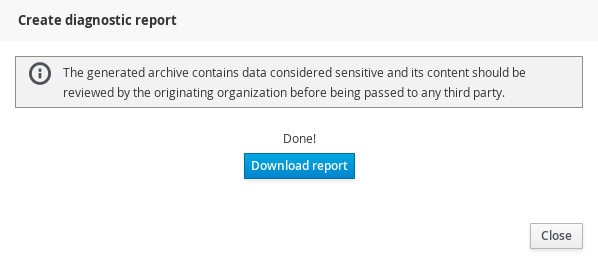 Create diagnostic report
The generated archive contains data considered sensitive and its content should be
reviewed by the originating organization before being passed to any third party.
Done!
Download report
Close